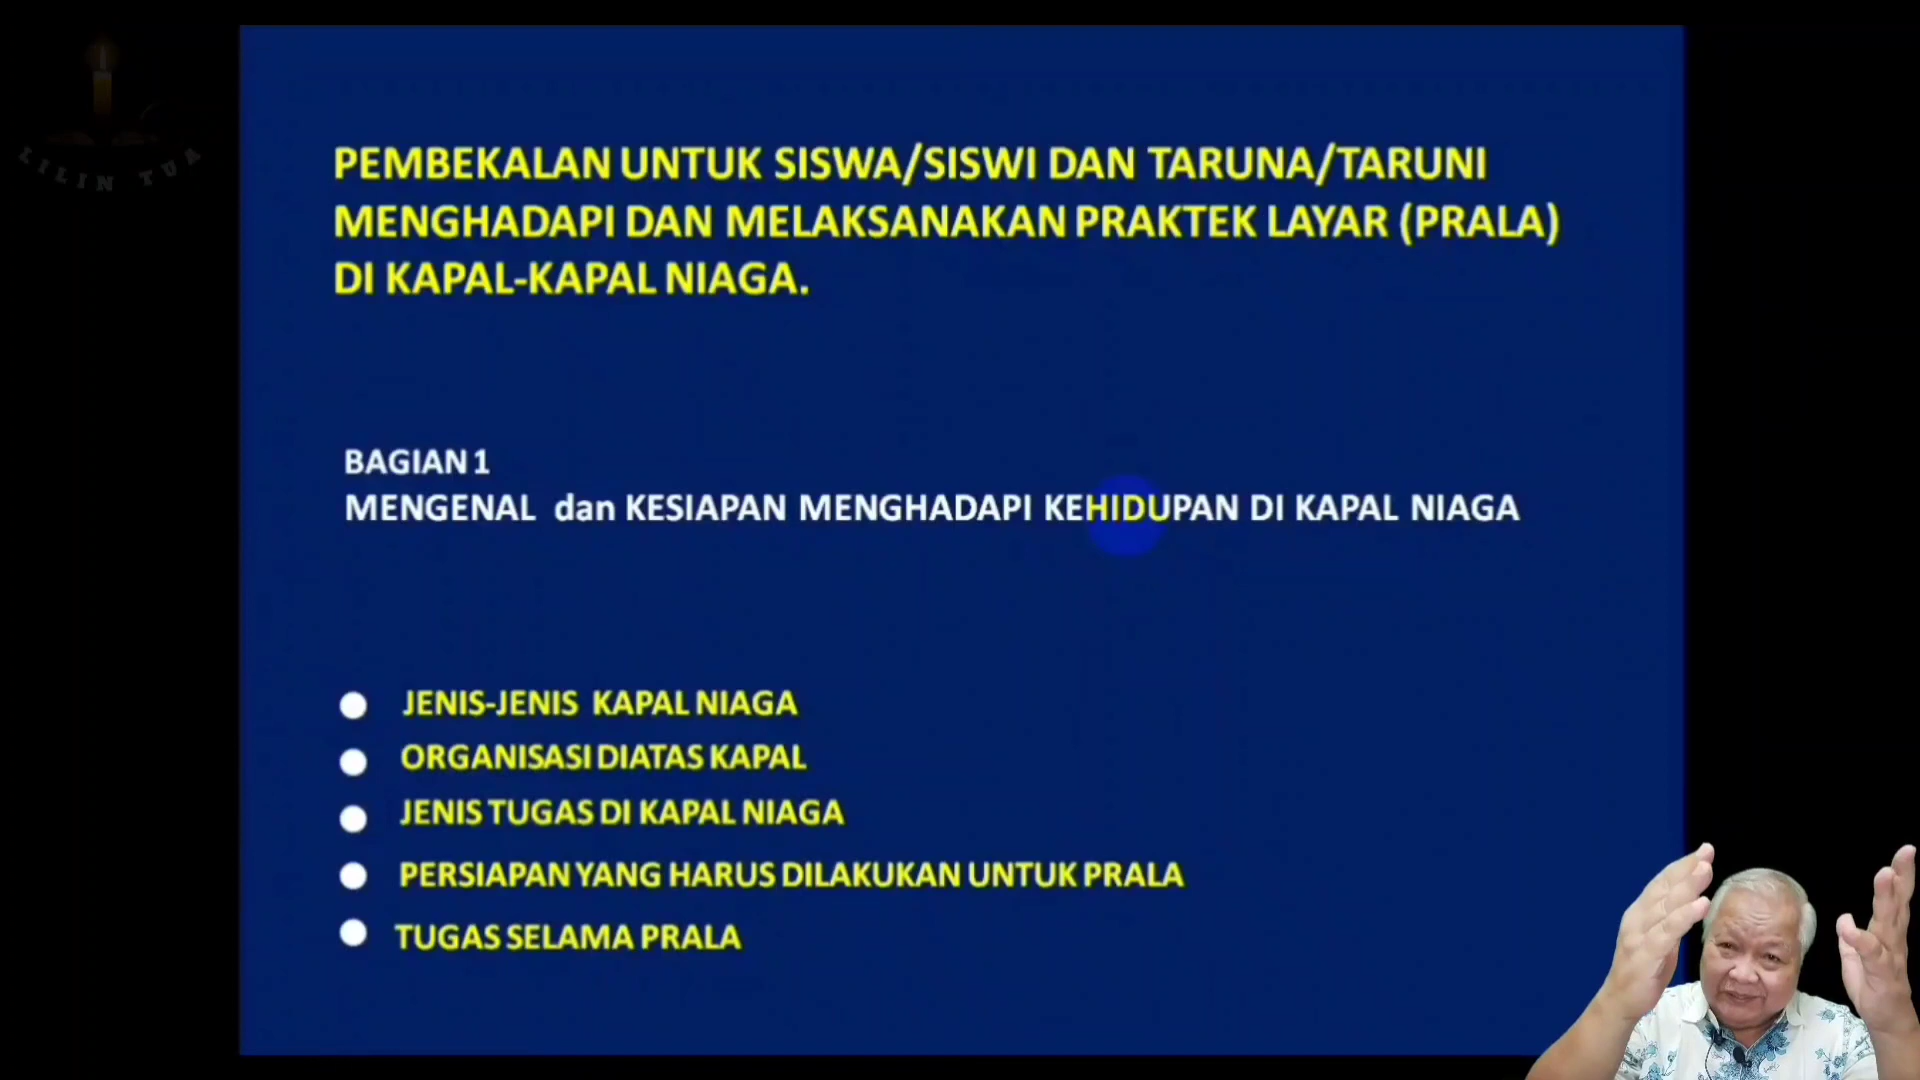 LILIN TUA
PEMBEKALAN UNTUK SISWA/SISWI DAN TARUNA/TARUNI
MENGHADAPI DAN MELAKSANAKAN PRAKTEK LAYAR (PRALA)
DI KAPAL-KAPAL NIAGA.
BAGIAN 1
MENGENAL dan KESIAPAN MENGHADAPI KEHIDUPAN DI KAPAL NIAGA
JENIS-JENIS KAPAL NIAGA
ORGANISASI DIATAS KAPAL
JENIS TUGAS DI KAPAL NIAGA
PERSIAPAN YANG HARUS DILAKUKAN UNTUK PRALA
TUGAS SELAMA PRALA